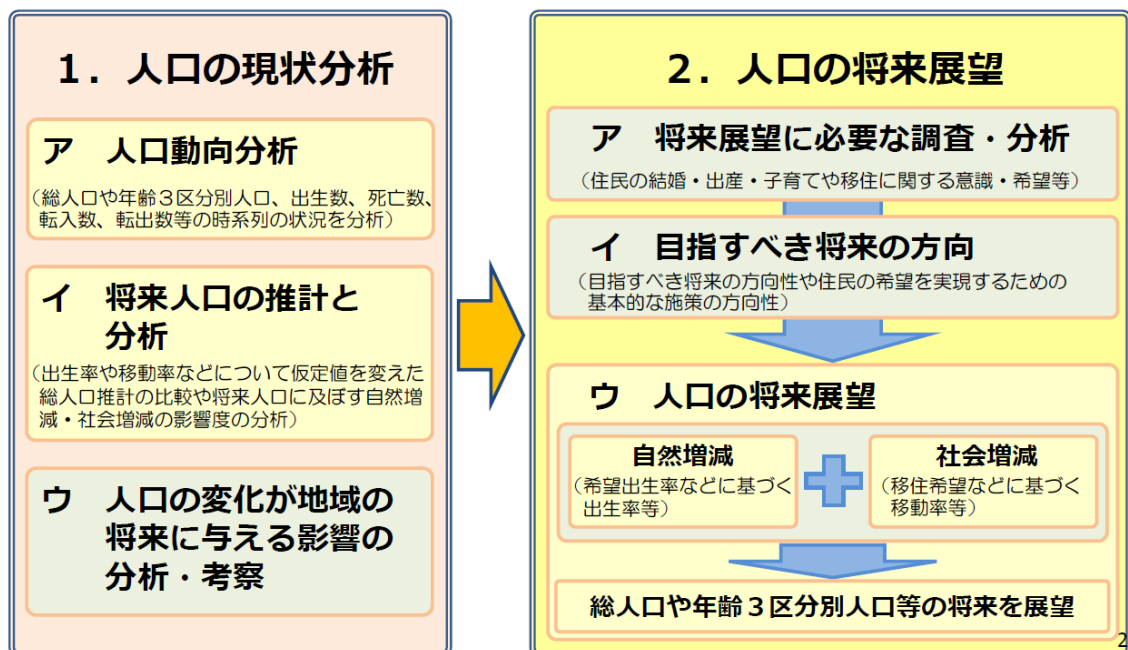 1．人口の現状分析
ア　人口動向分析
（総人口や年齢３区分別人口、出生数、死亡数、
転入数、転出数等の時系列の状況を分析）
イ　将来人口の推計と
分析
（出生率や移動率などについて仮定値を変えた
総人口推計の比較や将来人口に及ぼす自然増
減・社会増減の影響度の分析）
ウ　人口の変化が地域の
将来に与える影響の
分析・考察
2．人口の将来展望
ア　将来展望に必要な調査・分析
（住民の結婚・出産・子育てや移住に関する意識・希望等）
イ　目指すべき将来の方向
（目指すべき将来の方向性や住民の希望を実現するための
基本的な施策の方向性）
ウ　人口の将来展望
自然増減
（希望出生率などに基づく
出生率等）
社会増減
（移住希望などに基づく
移動率等）
総人口や年齢３区分別人口等の将来を展望
2